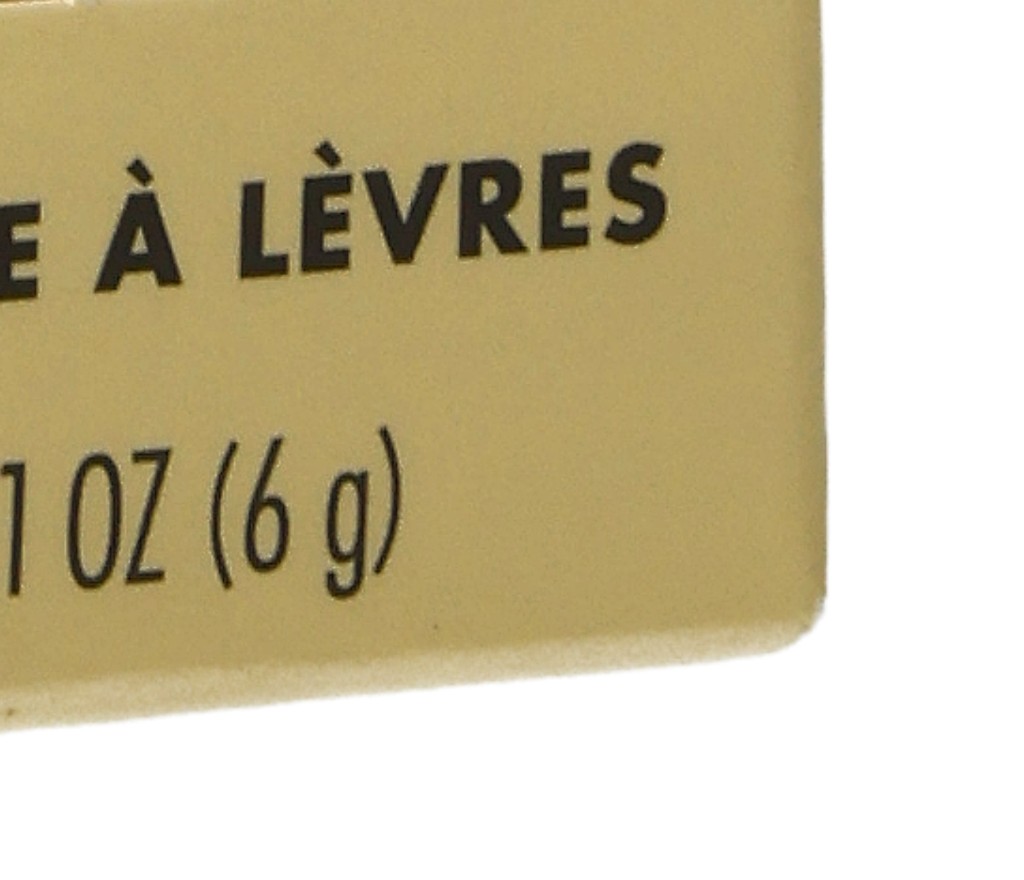 E À LÈVRES
1 OZ (6 g)